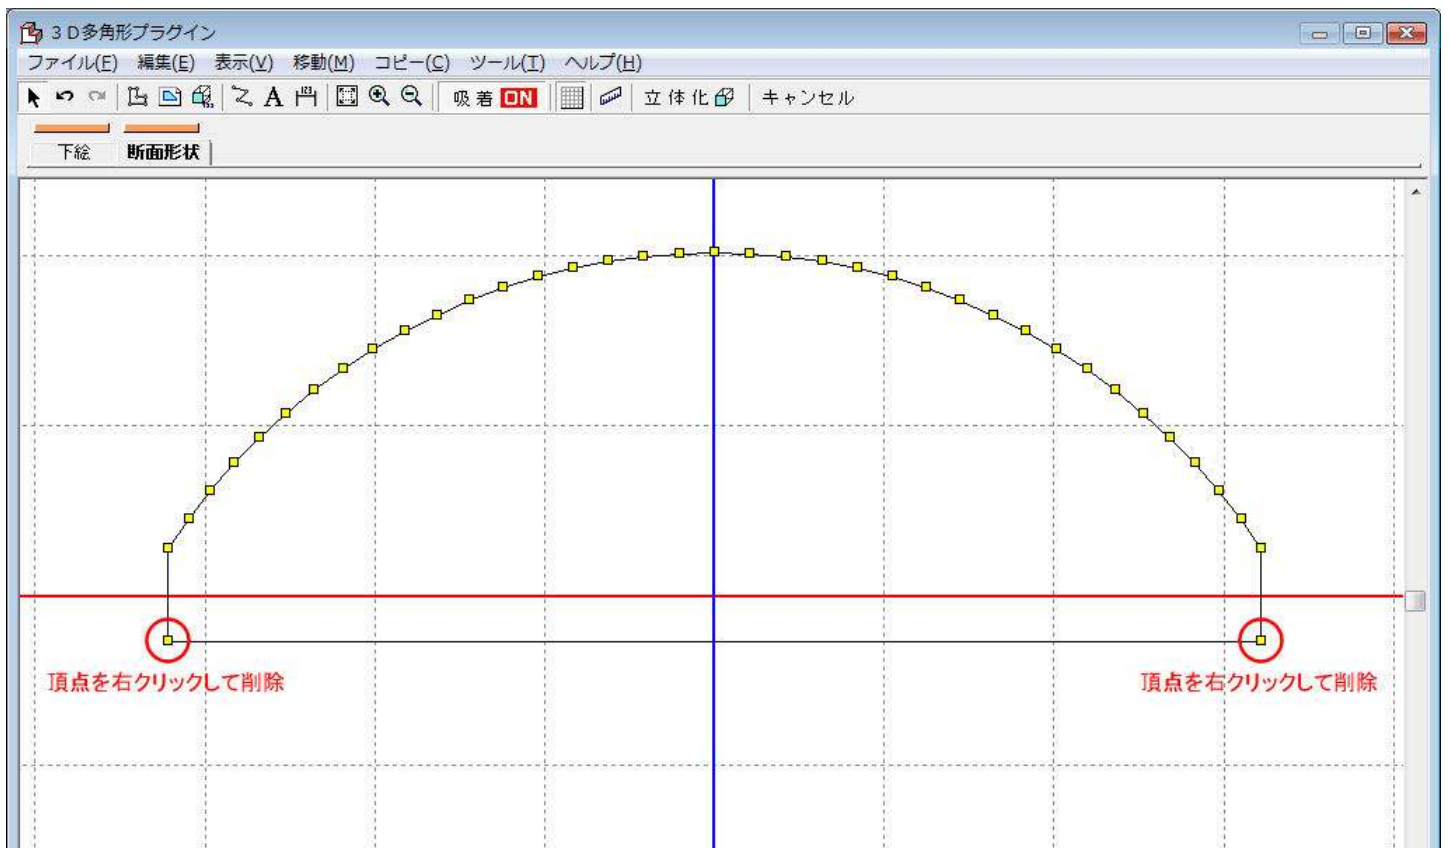 ３Ｄ多角形プラグイン
ファイル(F) 編集(E) 表示(V) 移動(M) コピー(C) ツール(T) ヘルプ(H)
A 吸着 ON 立体化 キャンセル
下絵 断面形状
頂点を右クリックして削除 頂点を右クリックして削除